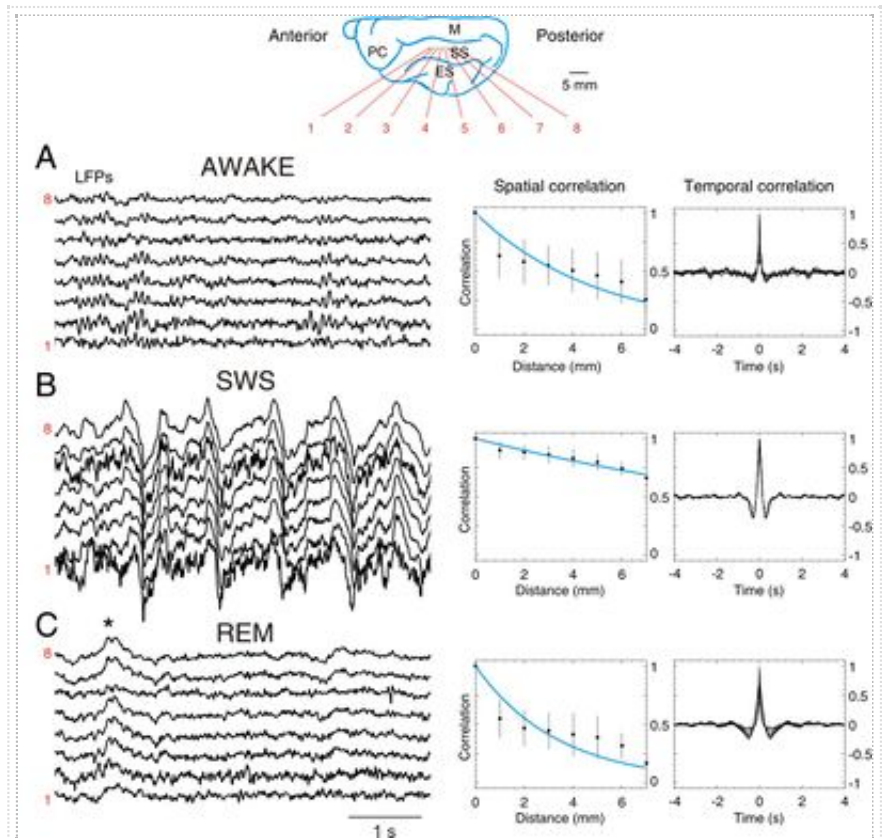 Anterior
M
Posterior
PC
SS
ES
5 mm
1 2 3 4 5 6 7 8
A
AWAKE
LFPs
8
1
Spatial correlation
Correlation
1
0.5
0
0 2 4 6
Distance (mm)
Temporal correlation
1
0.5
0
-0.5
-1
-4 -2 0 2 4
Time (s)
B
SWS
8
1
Correlation
1
0.5
0
0 2 4 6
Distance (mm)
1
0.5
0
-0.5
-1
-4 -2 0 2 4
Time (s)
C
*
REM
8
1
1 s
Correlation
1
0.5
0
0 2 4 6
Distance (mm)
1
0.5
0
-0.5
-1
-4 -2 0 2 4
Time (s)